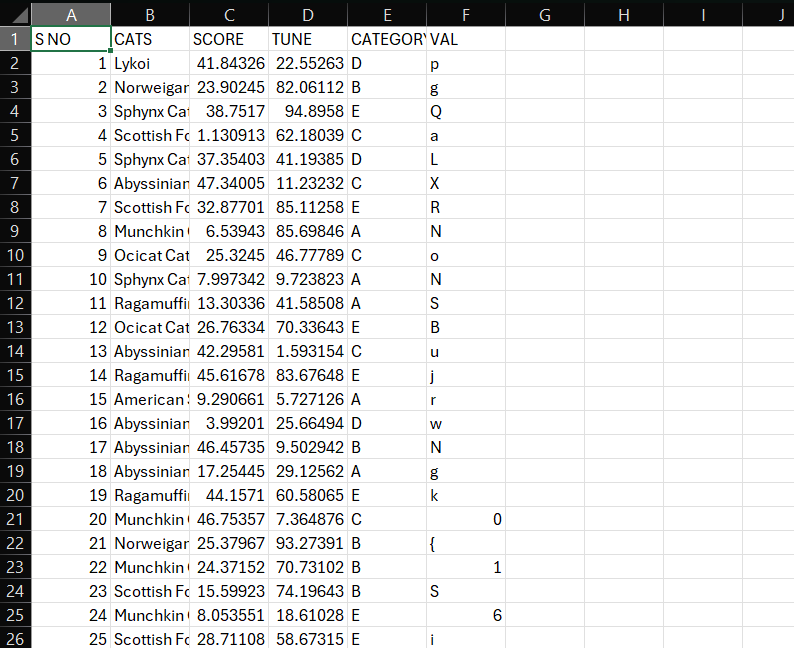 A B C D E F G H I J
1 S NO CATS SCORE TUNE CATEGOR VAL
2 1 Lykoi 41.84326 22.55263 D p
3 2 Norweigar 23.90245 82.06112 B g
4 3 Sphynx Cat 38.7517 94.8958 E Q
5 4 Scottish Fo 1.130913 62.18039 C a
6 5 Sphynx Cat 37.35403 41.19385 D L
7 6 Abyssinian 47.34005 11.23232 C X
8 7 Scottish Fo 32.87701 85.11258 E R
9 8 Munchkin 6.53943 85.69846 A N
10 9 Ocicat Cat 25.3245 46.77789 C o
11 10 Sphynx Cat 7.997342 9.723823 A N
12 11 Ragamuffi 13.30336 41.58508 A S
13 12 Ocicat Cat 26.76334 70.33643 E B
14 13 Abyssinian 42.29581 1.593154 C u
15 14 Ragamuffi 45.61678 83.67648 E j
16 15 American 9.290661 5.727126 A r
17 16 Abyssinian 3.99201 25.66494 D w
18 17 Abyssinian 46.45735 9.502942 B N
19 18 Abyssinian 17.25445 29.12562 A g
20 19 Ragamuffi 44.1571 60.58065 E k
21 20 Munchkin 46.75357 7.364876 C 0
22 21 Norweigar 25.37967 93.27391 B {
23 22 Munchkin 24.37152 70.73102 B 1
24 23 Scottish Fo 15.59923 74.19643 B S
25 24 Munchkin 8.053551 18.61028 E 6
26 25 Scottish Fo 28.71108 58.67315 E i